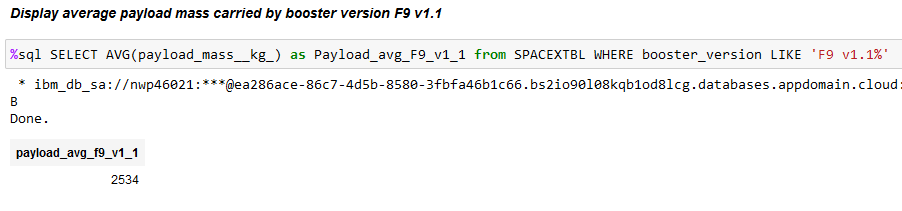 Display average payload mass carried by booster version F9 v1.1
%sql SELECT AVG(payload_mass__kg_) as Payload_avg_F9_v1_1 from SPACEXTBL WHERE booster_version LIKE 'F9 v1.1%'
* ibm_db_sa://nwp46021:***@ea286ace-86c7-4d5b-8580-3fbfa46b1c66.bs2io90l08kqb1od8lcg.databases.appdomain.cloud:
B
Done.
payload_avg_f9_v1_1
2534